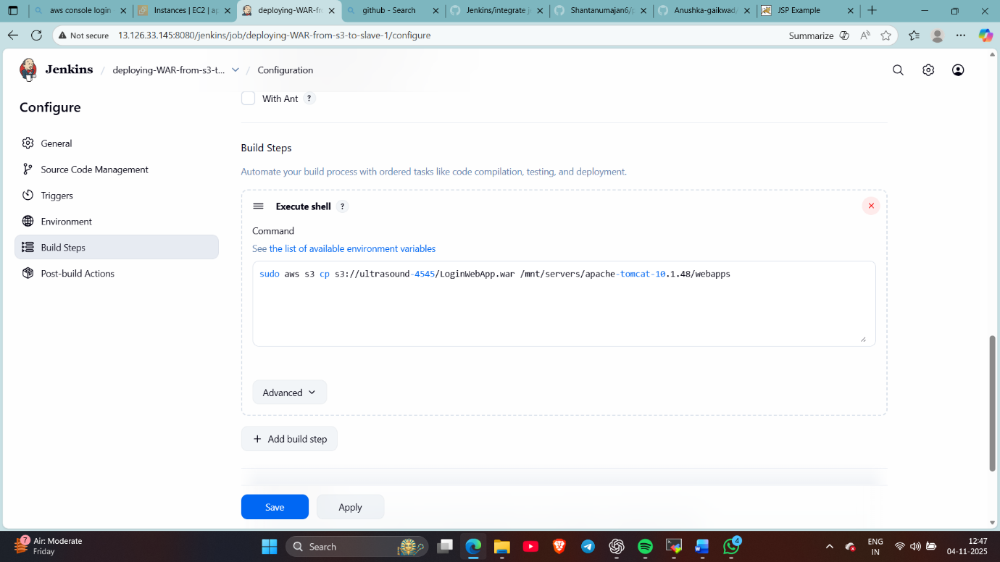 aws console login
Instances | EC2 | ap
deploying-WAR-fr
github - Search
Jenkins/integrate j
Shantanumajan6/p
Anushka-gaikwad/
JSP Example
Not secure
13.126.33.145:8080/jenkins/job/deploying-WAR-from-s3-to-slave-1/configure
Summarize
Jenkins / deploying-WAR-from-s3-t... / Configuration
Configure
General
Source Code Management
Triggers
Environment
Build Steps
Post-build Actions
With Ant ?
Build Steps
Automate your build process with ordered tasks like code compilation, testing, and deployment.
Execute shell ?
Command
See the list of available environment variables
sudo aws s3 cp s3://ultrasound-4545/LoginWebApp.war /mnt/servers/apache-tomcat-10.1.48/webapps
Advanced
+ Add build step
Save
Apply
7
Air: Moderate
Friday
Search
4
ENG
IN
12:47
04-11-2025